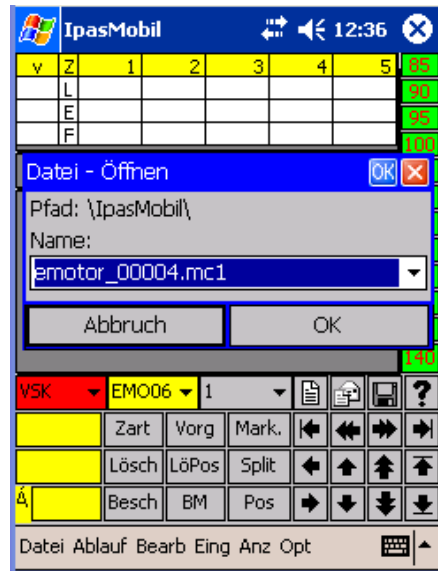 IpasMobil 12:36
v Z 1 2 3 4 5 85
L 90
E 95
F 100
Datei - Öffnen OK
Pfad: \IpasMobil\
Name:
emotor_00004.mc1
Abbruch OK
140
VSK EMO06 1 ?
Zart Vorg Mark.
Lösch LöPos Split
Besch BM Pos
Datei Ablauf Bearb Eing Anz Opt